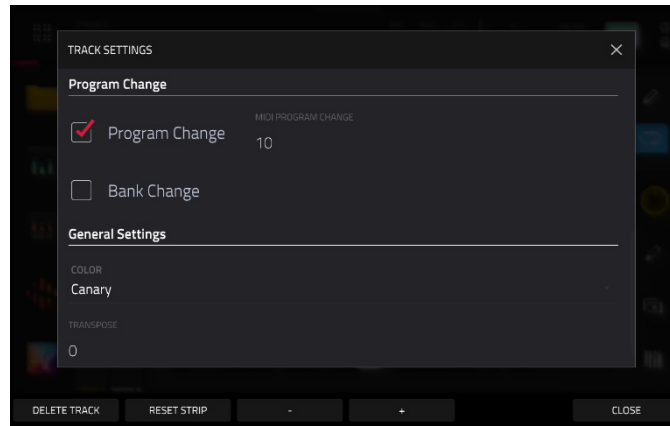 TRACK SETTINGS
Program Change
Program Change
MIDI PROGRAM CHANGE
10
Bank Change
General Settings
COLOR
Canary
TRANSPOSE
0
DELETE TRACK RESET STRIP - + CLOSE